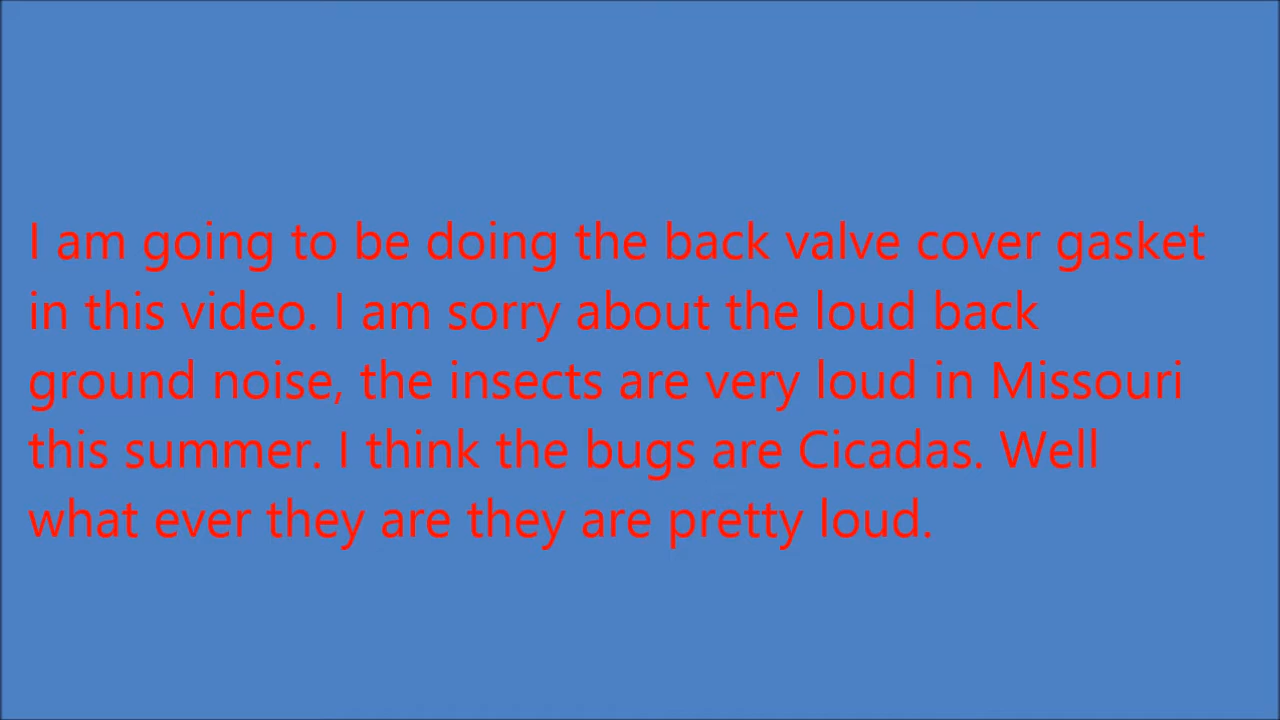 I am going to be doing the back valve cover gasket
in this video. I am sorry about the loud back
ground noise, the insects are very loud in Missouri
this summer. I think the bugs are Cicadas. Well
what ever they are they are pretty loud.